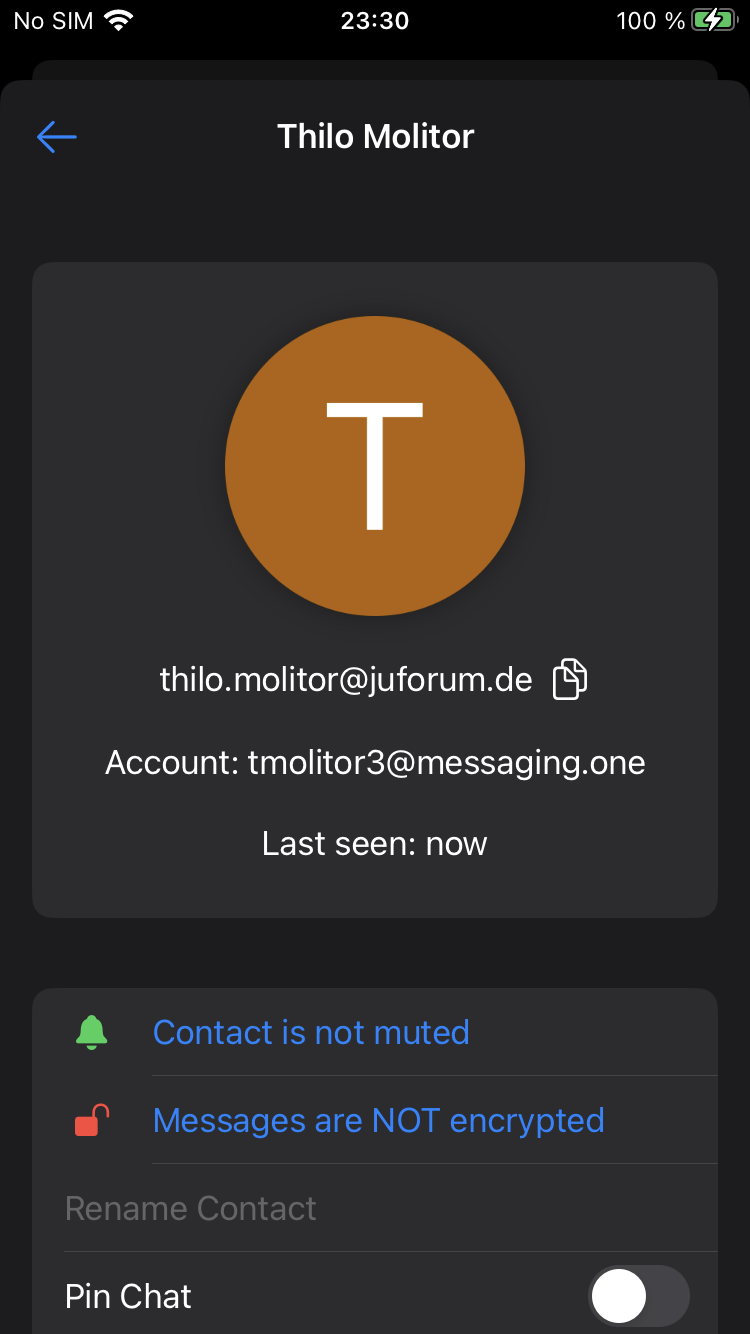 No SIM 23:30 100 %
Thilo Molitor
T
thilo.molitor@juforum.de
Account: tmolitor3@messaging.one
Last seen: now
Contact is not muted
Messages are NOT encrypted
Rename Contact
Pin Chat